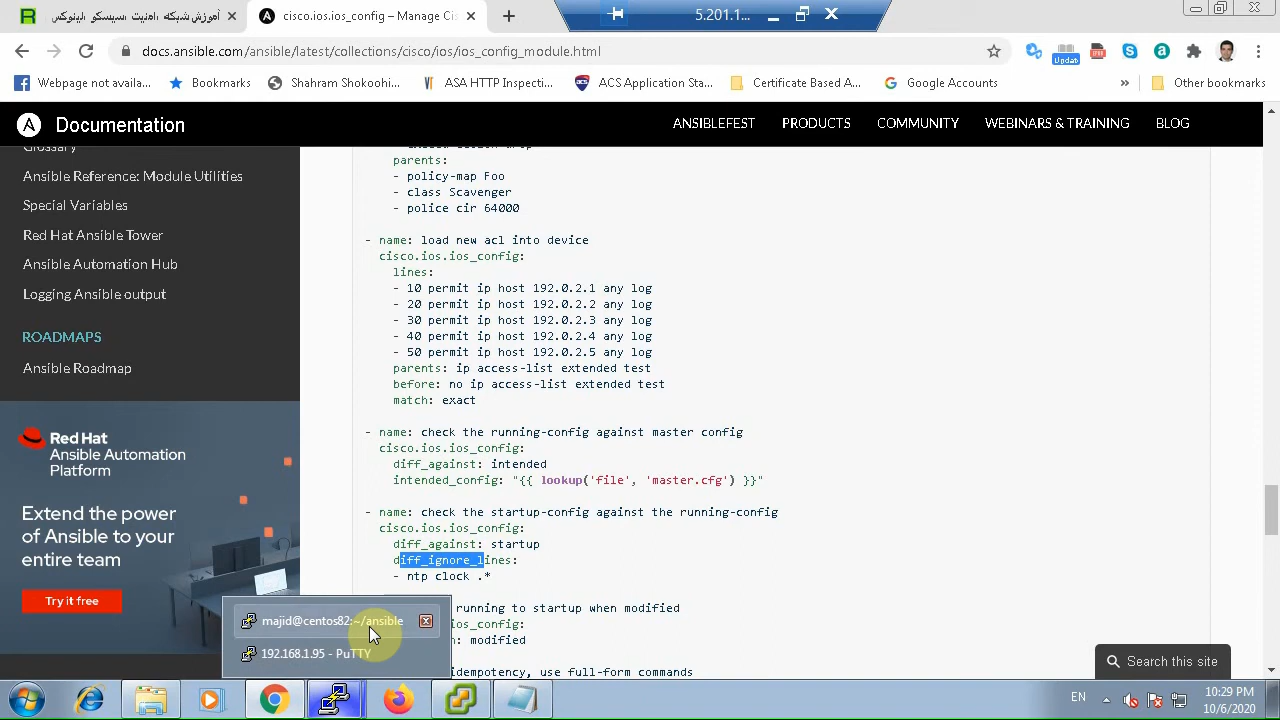 آموزش شبکه، امنیت، سیسکو، لینوکس
cisco.ios.ios_config – Manage Ci
5.201.1...
docs.ansible.com/ansible/latest/collections/cisco/ios/ios_config_module.html
Updat
Webpage not availa...
Bookmarks
Shahram Shokoohi...
ASA HTTP Inspecti...
ACS Application Sta...
Certificate Based A...
Google Accounts
»
Other bookmarks
Documentation
ANSIBLEFEST
PRODUCTS
COMMUNITY
WEBINARS & TRAINING
BLOG
Glossary
Ansible Reference: Module Utilities
Special Variables
Red Hat Ansible Tower
Ansible Automation Hub
Logging Ansible output
ROADMAPS
Ansible Roadmap
Red Hat
Ansible Automation
Platform
Extend the power
of Ansible to your
entire team
Try it free
parents:
- policy-map Foo
- class Scavenger
- police cir 64000
- name: load new acl into device
cisco.ios.ios_config:
lines:
- 10 permit ip host 192.0.2.1 any log
- 20 permit ip host 192.0.2.2 any log
- 30 permit ip host 192.0.2.3 any log
- 40 permit ip host 192.0.2.4 any log
- 50 permit ip host 192.0.2.5 any log
parents: ip access-list extended test
before: no ip access-list extended test
match: exact
- name: check the running-config against master config
cisco.ios.ios_config:
diff_against: intended
intended_config: "{{ lookup('file', 'master.cfg') }}"
- name: check the startup-config against the running-config
cisco.ios.ios_config:
diff_against: startup
diff_ignore_lines:
- ntp clock .*
running to startup when modified
co.ios.ios_config:
h: modified
idempotency, use full-form commands
Search this site
majid@centos82:~/ansible
192.168.1.95 - PuTTY
EN
10:29 PM
10/6/2020